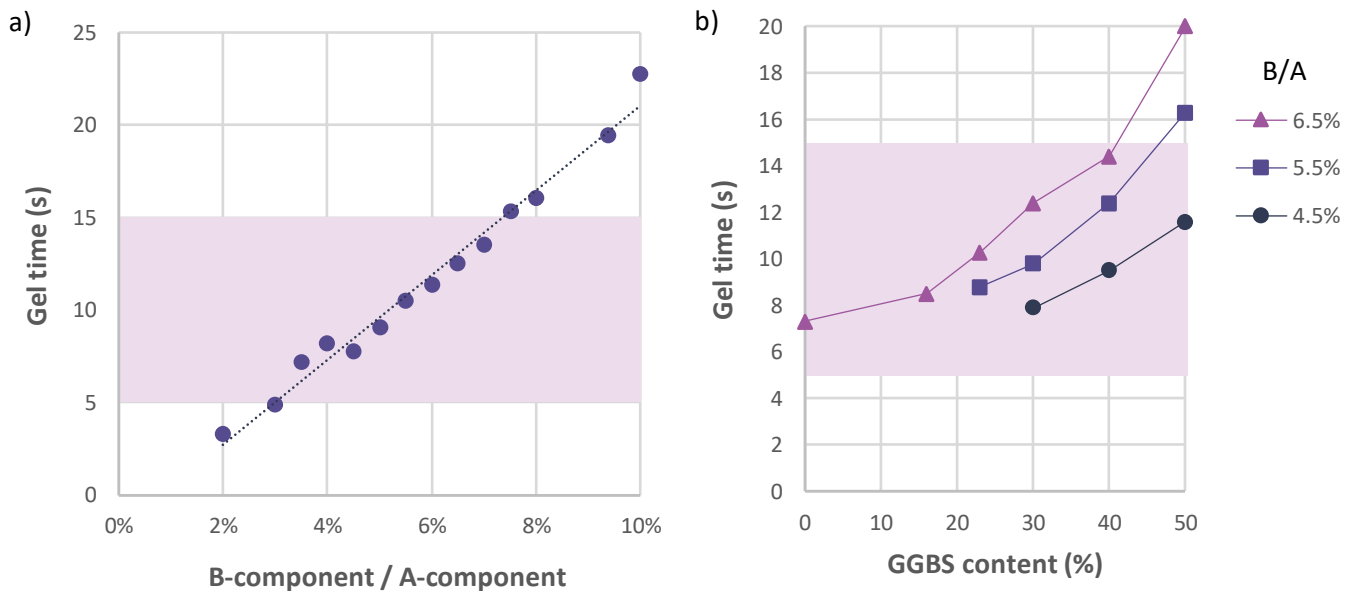 a)
25
20
15
10
5
0
0% 2% 4% 6% 8% 10%
Gel time (s)
B-component / A-component
b)
20
18
16
14
12
10
8
6
4
2
0
0 10 20 30 40 50
Gel time (s)
GGBS content (%)
B/A
6.5%
5.5%
4.5%